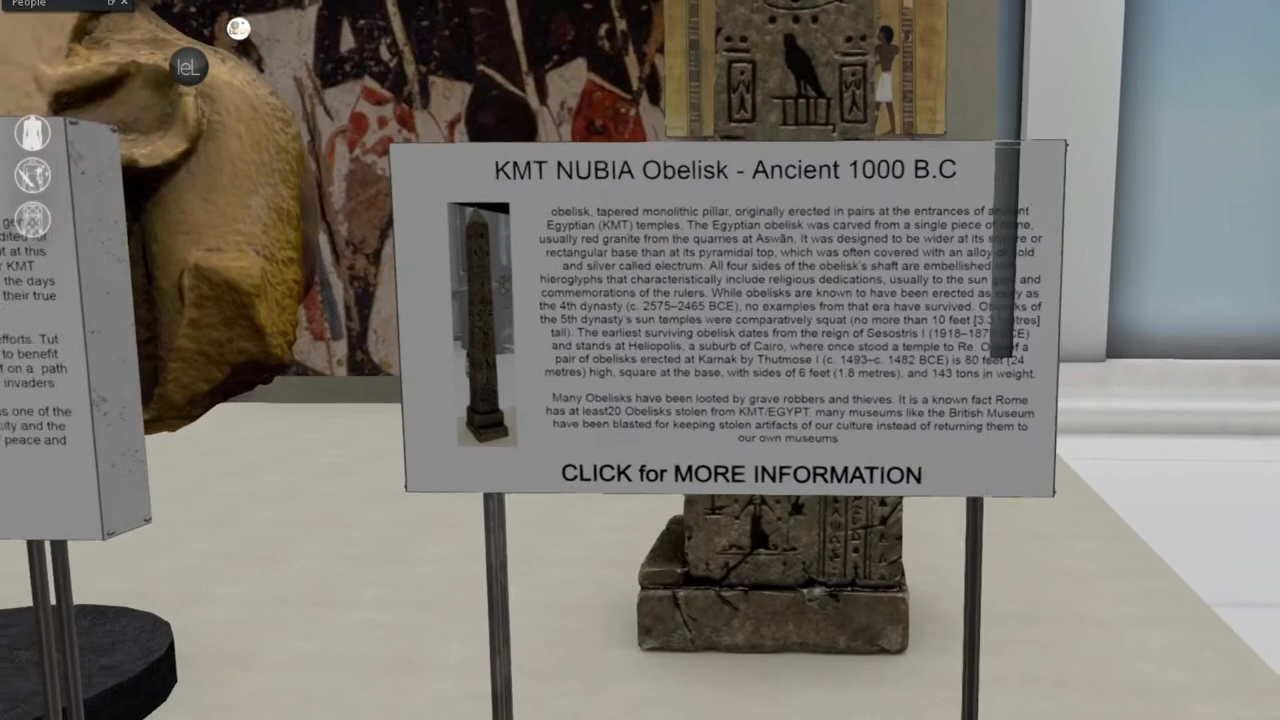 People
leL
KMT NUBIA Obelisk - Ancient 1000 B.C
obelisk, tapered monolithic pillar, originally erected in pairs at the entrances of ancient
Egyptian (KMT) temples. The Egyptian obelisk was carved from a single piece of stone,
usually red granite from the quarries at Aswān. It was designed to be wider at its square or
rectangular base than at its pyramidal top, which was often covered with an alloy of gold
and silver called electrum. All four sides of the obelisk's shaft are embellished with
hieroglyphs that characteristically include religious dedications, usually to the sun god, and
commemorations of the rulers. While obelisks are known to have been erected as early as
the 4th dynasty (c. 2575–2465 BCE), no examples from that era have survived. Obelisks of
the 5th dynasty's sun temples were comparatively squat (no more than 10 feet [3.3 metres]
tall). The earliest surviving obelisk dates from the reign of Sesostris I (1918–1875 BCE)
and stands at Heliopolis, a suburb of Cairo, where once stood a temple to Re. One of a
pair of obelisks erected at Karnak by Thutmose I (c. 1493–c. 1482 BCE) is 80 feet (24
metres) high, square at the base, with sides of 6 feet (1.8 metres), and 143 tons in weight.
Many Obelisks have been looted by grave robbers and thieves. It is a known fact Rome
has at least20 Obelisks stolen from KMT/EGYPT. many museums like the British Museum
have been blasted for keeping stolen artifacts of our culture instead of returning them to
our own museums
CLICK for MORE INFORMATION
at this
KMT
the days
their true
efforts. Tut
to benefit
on a path
invaders.
as one of the
city and the
peace and